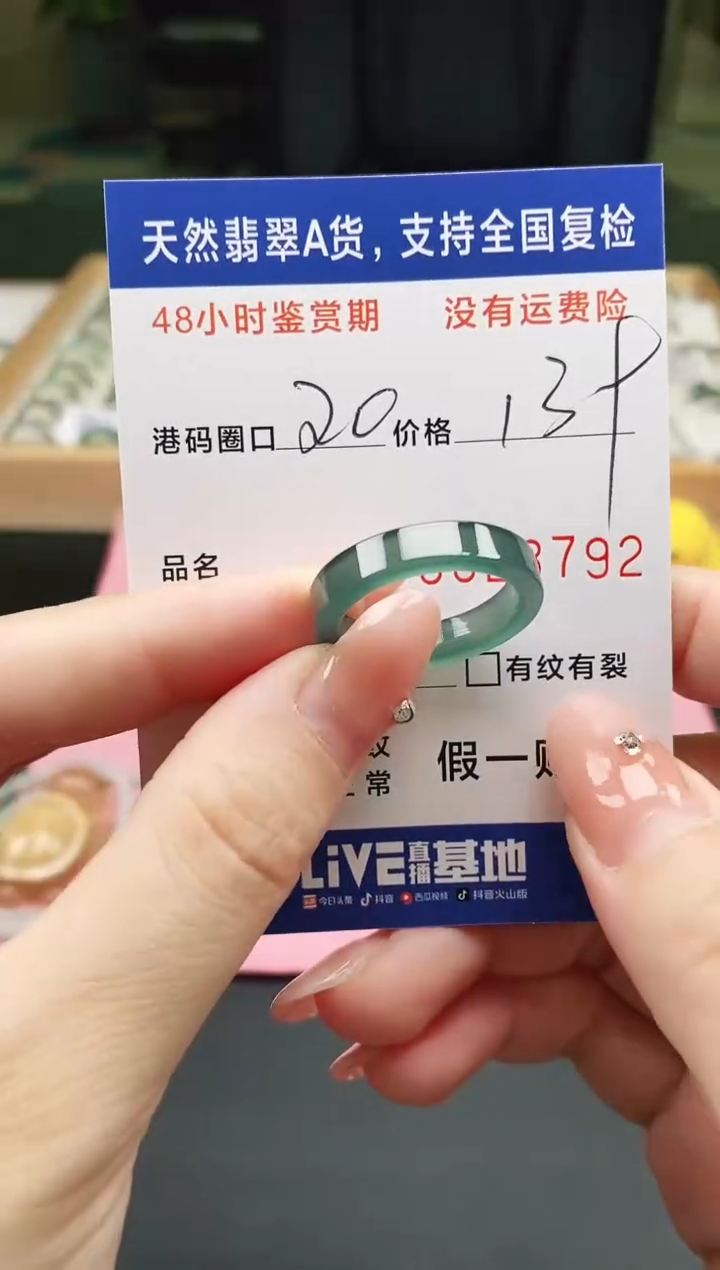 天然翡翠A货，支持全国复检
48小时鉴赏期 没有运费险
港码圈口 20 价格 139
品名 3792
□有纹有裂
纹
常 假一
LiVE直播基地
今日头条 抖音 西瓜视频 抖音火山版